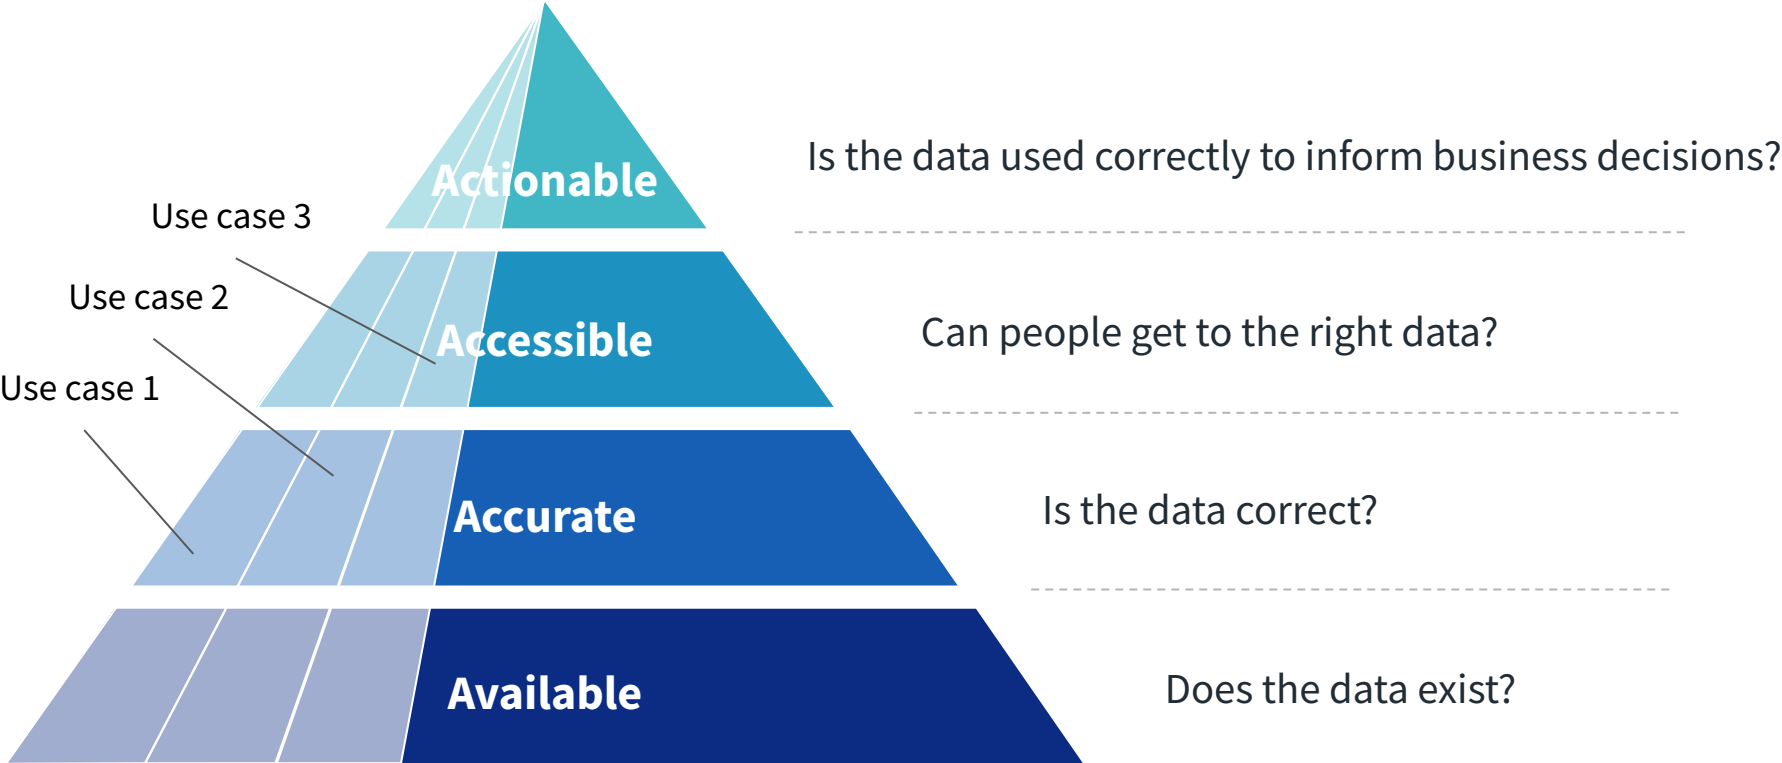 Actionable
Is the data used correctly to inform business decisions?
Use case 3
Use case 2
Accessible
Can people get to the right data?
Use case 1
Accurate
Is the data correct?
Available
Does the data exist?